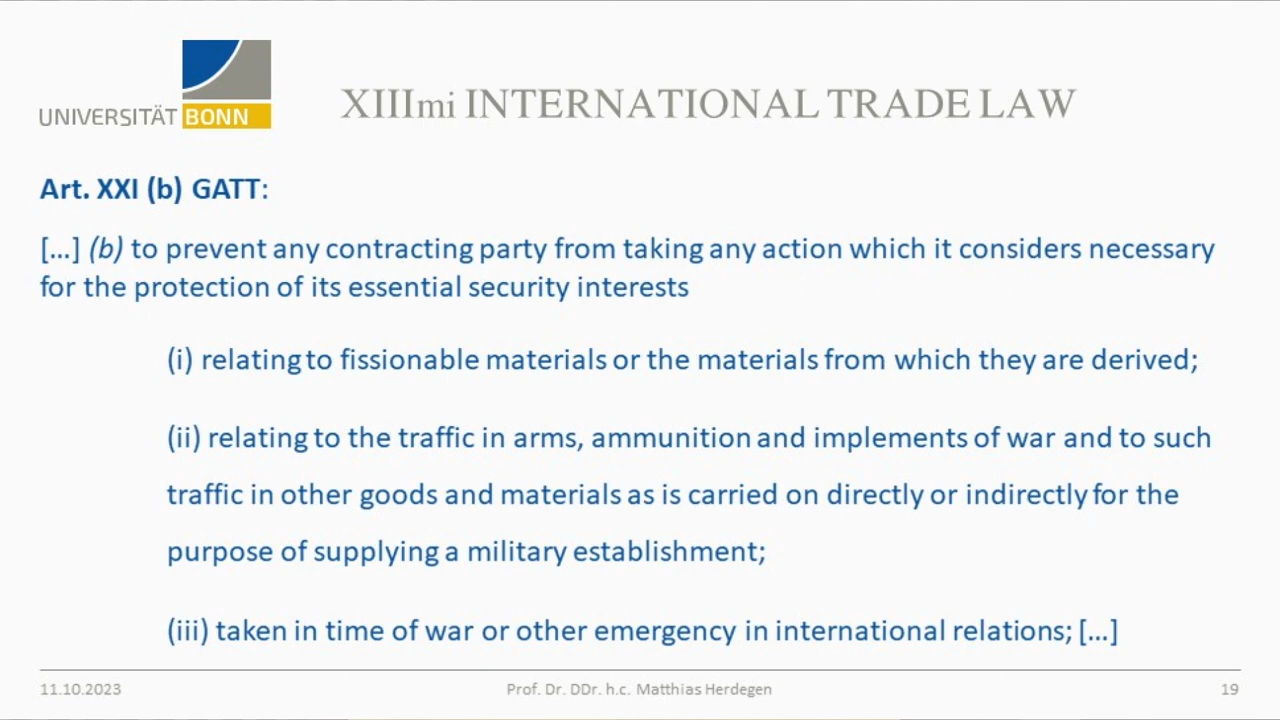 UNIVERSITÄT BONN
XIIImi INTERNATIONAL TRADE LAW
Art. XXI (b) GATT:
[…] (b) to prevent any contracting party from taking any action which it considers necessary
for the protection of its essential security interests
(i) relating to fissionable materials or the materials from which they are derived;
(ii) relating to the traffic in arms, ammunition and implements of war and to such
traffic in other goods and materials as is carried on directly or indirectly for the
purpose of supplying a military establishment;
(iii) taken in time of war or other emergency in international relations; […]
11.10.2023 Prof. Dr. DDr. h.c. Matthias Herdegen 19